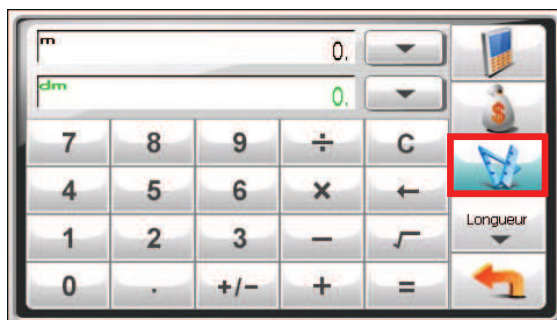 m 0.
dm 0.
7 8 9 ÷ C
4 5 6 × ← Longueur
1 2 3 − √
0 . +/− + =